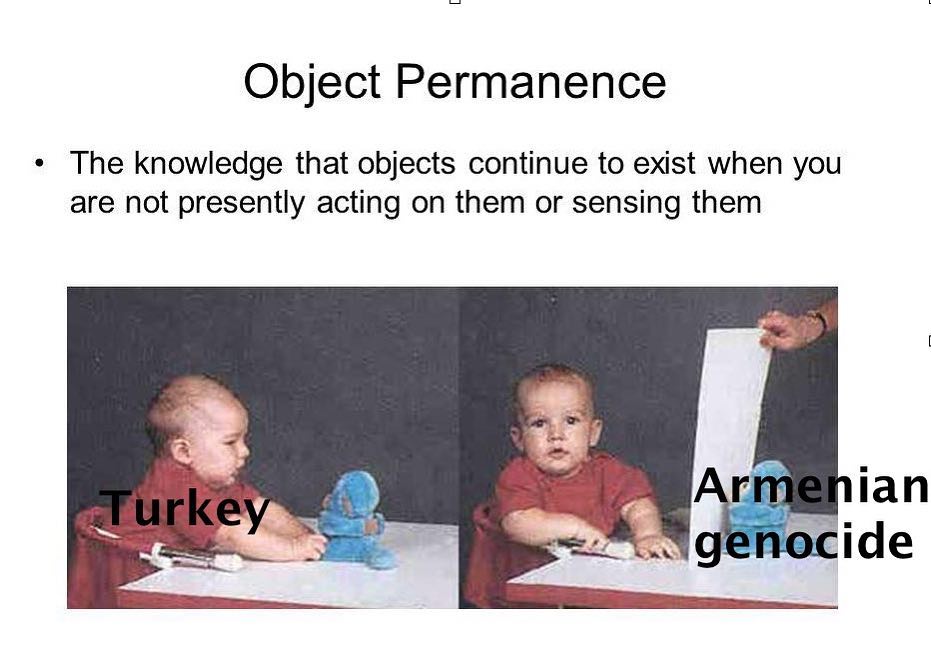 Object Permanence
• The knowledge that objects continue to exist when you
are not presently acting on them or sensing them
Turkey
Armenian
genocide